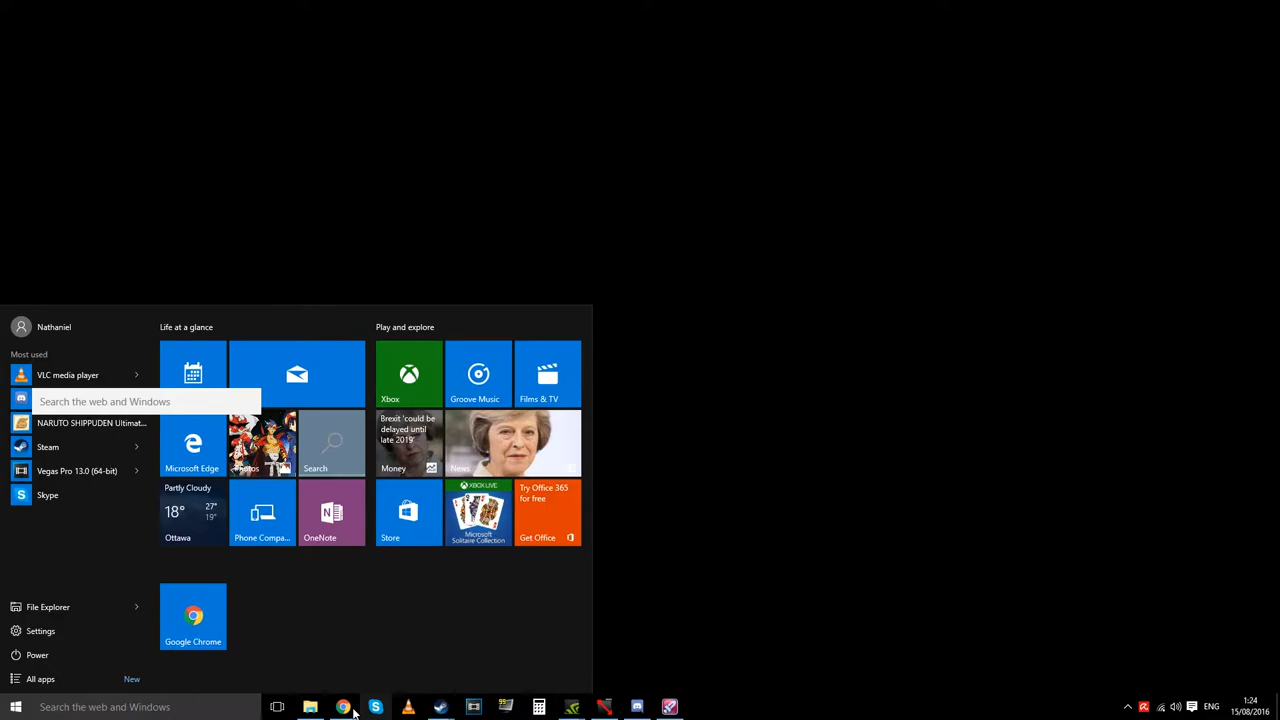 Nathaniel
Most used
VLC media player
Search the web and Windows
NARUTO SHIPPUDEN Ultimat...
Steam
Vegas Pro 13.0 (64-bit)
Skype
File Explorer
Settings
Power
All apps
New
Life at a glance
Microsoft Edge
Photos
Search
Partly Cloudy
18°
27°
19°
Ottawa
Phone Compa...
OneNote
Google Chrome
Play and explore
Xbox
Groove Music
Films & TV
Brexit 'could be
delayed until
late 2019'
Money
News
Store
XBOX LIVE
Microsoft
Solitaire Collection
Try Office 365
for free
Get Office
Search the web and Windows
99
ENG
1:24
15/08/2016